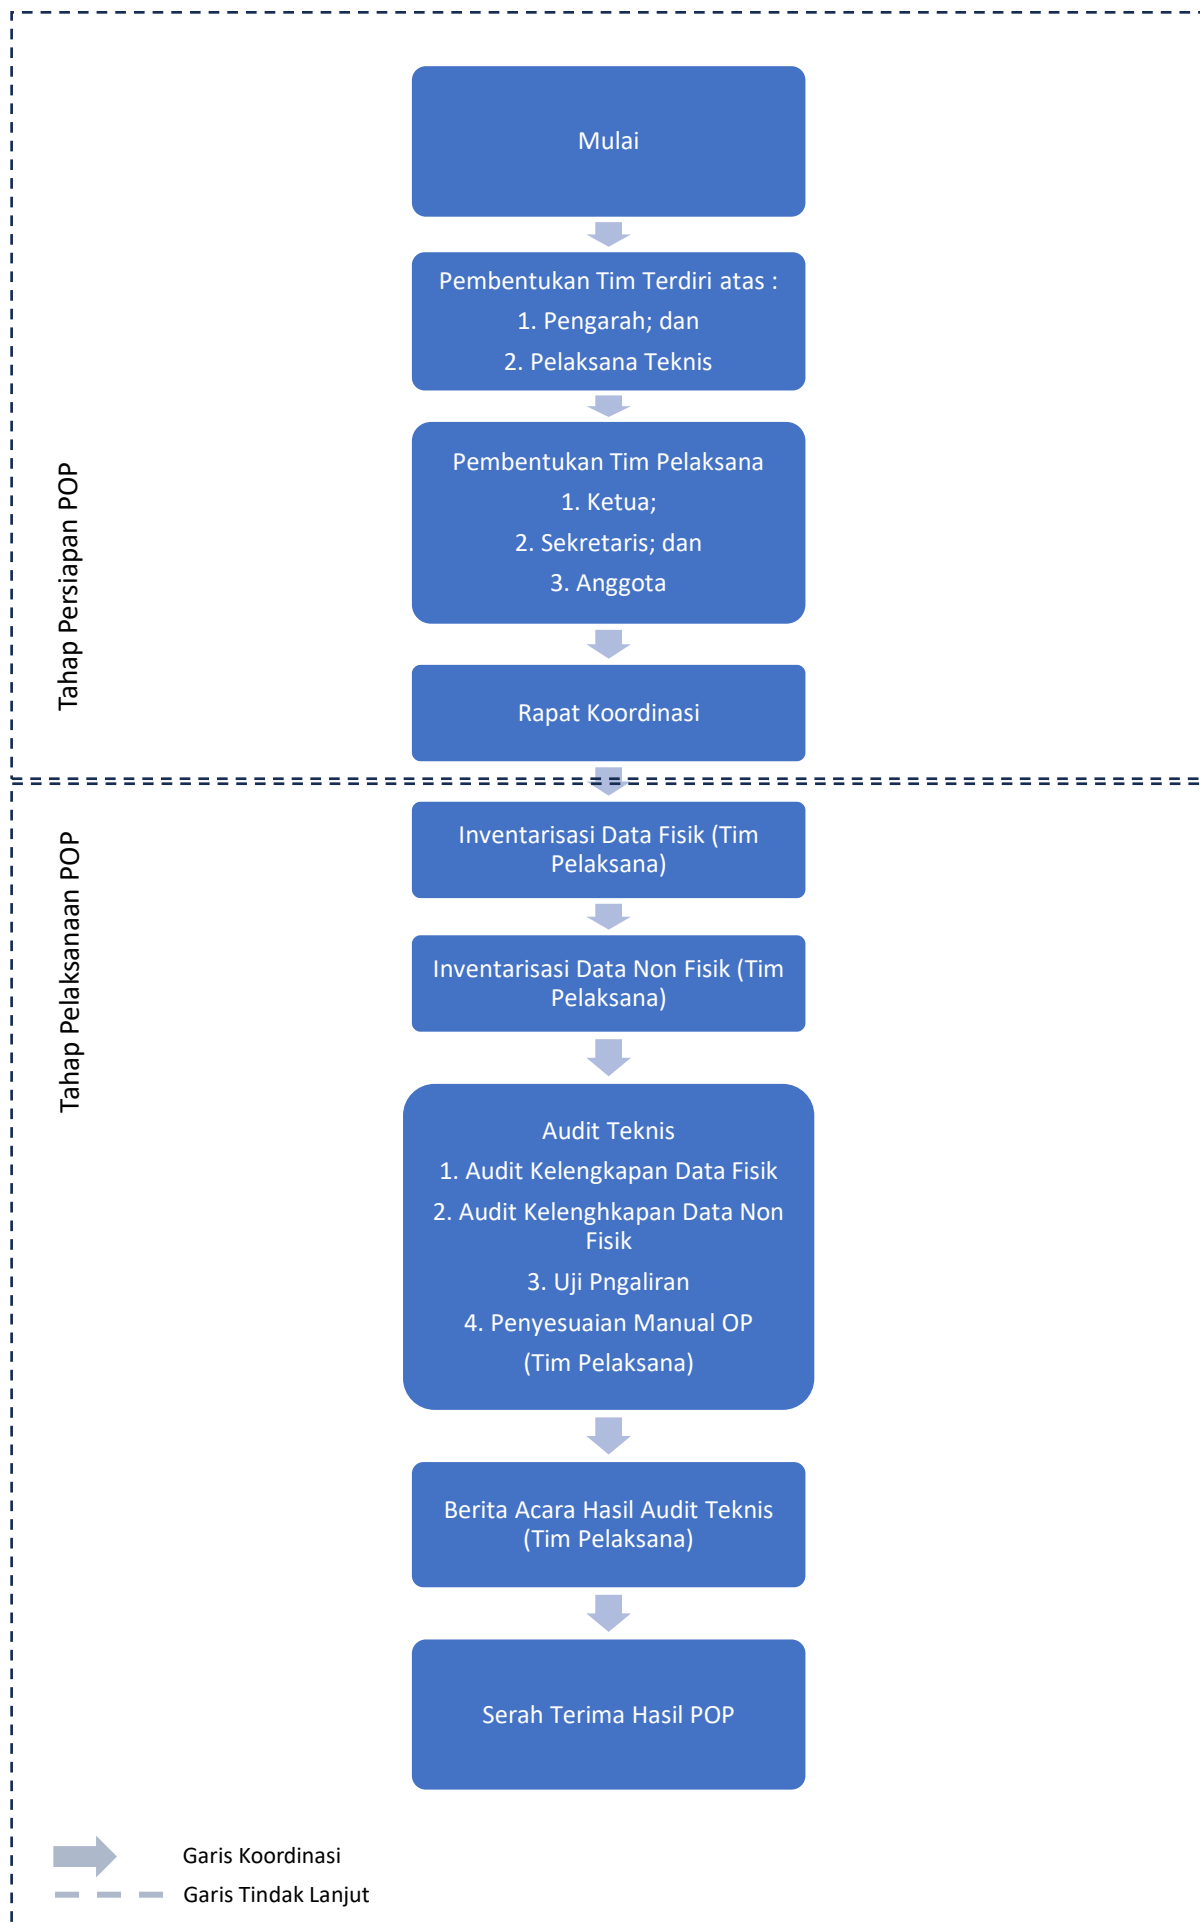 Mulai
Pembentukan Tim Terdiri atas :
1. Pengarah; dan
2. Pelaksana Teknis
Pembentukan Tim Pelaksana
1. Ketua;
2. Sekretaris; dan
3. Anggota
Rapat Koordinasi
Tahap Persiapan POP
Inventarisasi Data Fisik (Tim
Pelaksana)
Inventarisasi Data Non Fisik (Tim
Pelaksana)
Audit Teknis
1. Audit Kelengkapan Data Fisik
2. Audit Kelenghkapan Data Non
Fisik
3. Uji Pngaliran
4. Penyesuaian Manual OP
(Tim Pelaksana)
Berita Acara Hasil Audit Teknis
(Tim Pelaksana)
Serah Terima Hasil POP
Tahap Pelaksanaan POP
Garis Koordinasi
Garis Tindak Lanjut